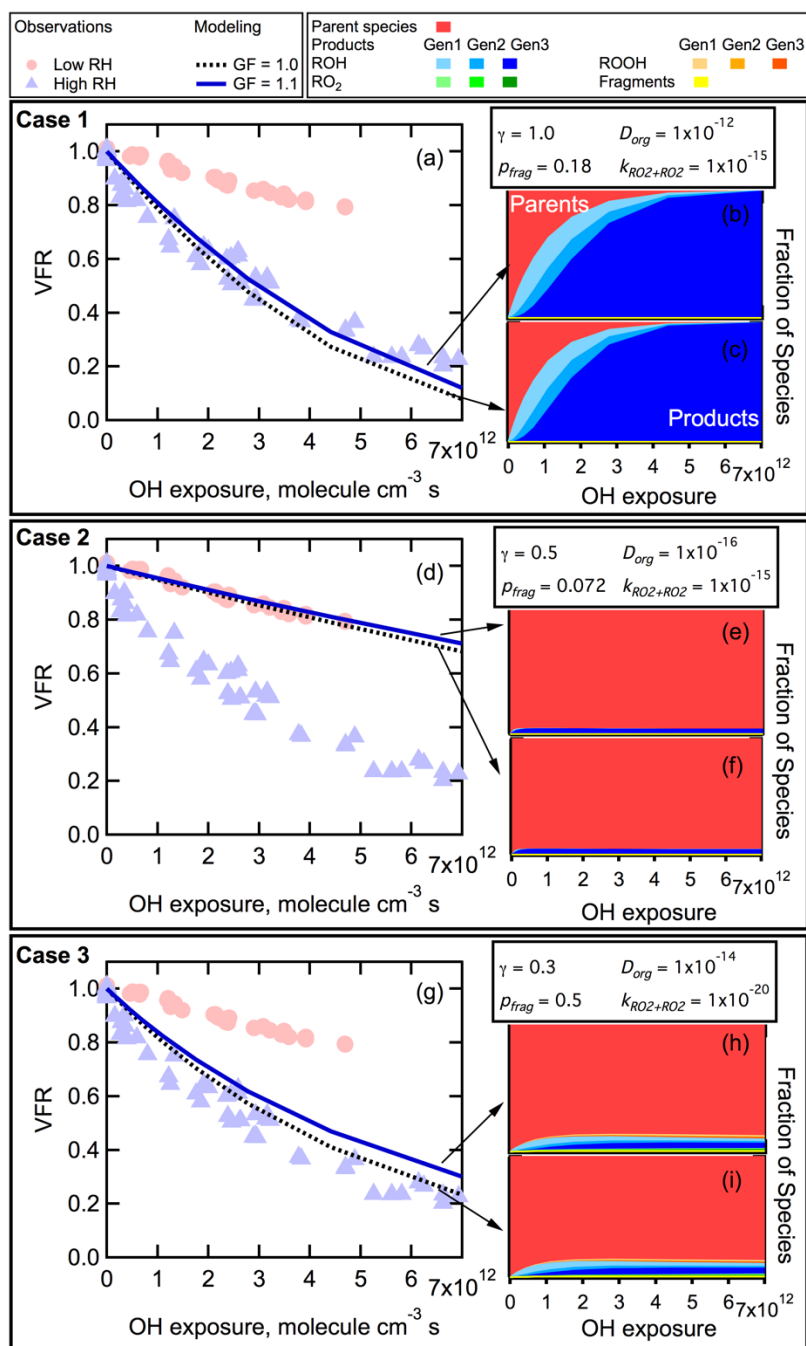 Observations Modeling
Low RH GF = 1.0
High RH GF = 1.1
Parent species
Products Gen1 Gen2 Gen3 Gen1 Gen2 Gen3
ROH ROOH
RO2 Fragments
Case 1
(a)
VFR
1.0
0.8
0.6
0.4
0.2
0.0
0 1 2 3 4 5 6 7x10^12
OH exposure, molecule cm^-3 s
γ = 1.0 D_org = 1x10^-12
p_frag = 0.18 k_RO2+RO2 = 1x10^-15
Parents (b)
(c)
Products
Fraction of Species
0 1 2 3 4 5 6 7x10^12
OH exposure
Case 2
(d)
VFR
1.0
0.8
0.6
0.4
0.2
0.0
0 1 2 3 4 5 6 7x10^12
OH exposure, molecule cm^-3 s
γ = 0.5 D_org = 1x10^-16
p_frag = 0.072 k_RO2+RO2 = 1x10^-15
(e)
(f)
Fraction of Species
0 1 2 3 4 5 6 7x10^12
OH exposure
Case 3
(g)
VFR
1.0
0.8
0.6
0.4
0.2
0.0
0 1 2 3 4 5 6 7x10^12
OH exposure, molecule cm^-3 s
γ = 0.3 D_org = 1x10^-14
p_frag = 0.5 k_RO2+RO2 = 1x10^-20
(h)
(i)
Fraction of Species
0 1 2 3 4 5 6 7x10^12
OH exposure